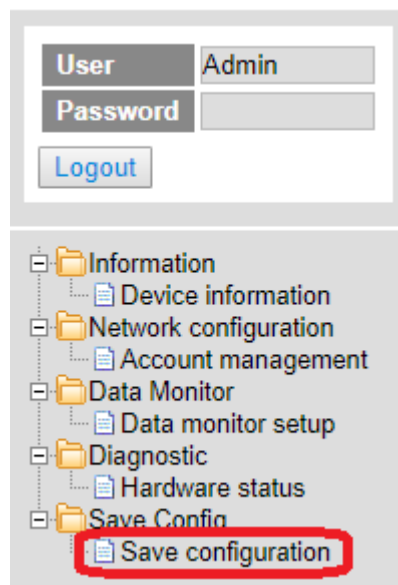 User Admin
Password
Logout
Information
Device information
Network configuration
Account management
Data Monitor
Data monitor setup
Diagnostic
Hardware status
Save Config
Save configuration